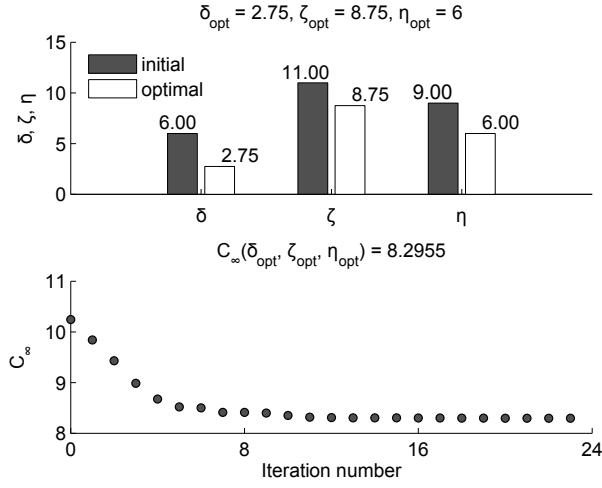 δopt = 2.75, ζopt = 8.75, ηopt = 6
15
10
5
0
δ, ζ, η
initial
optimal
6.00
2.75
11.00
8.75
9.00
6.00
δ
ζ
η
C∞(δopt, ζopt, ηopt) = 8.2955
11
10
9
8
C∞
0
8
16
24
Iteration number